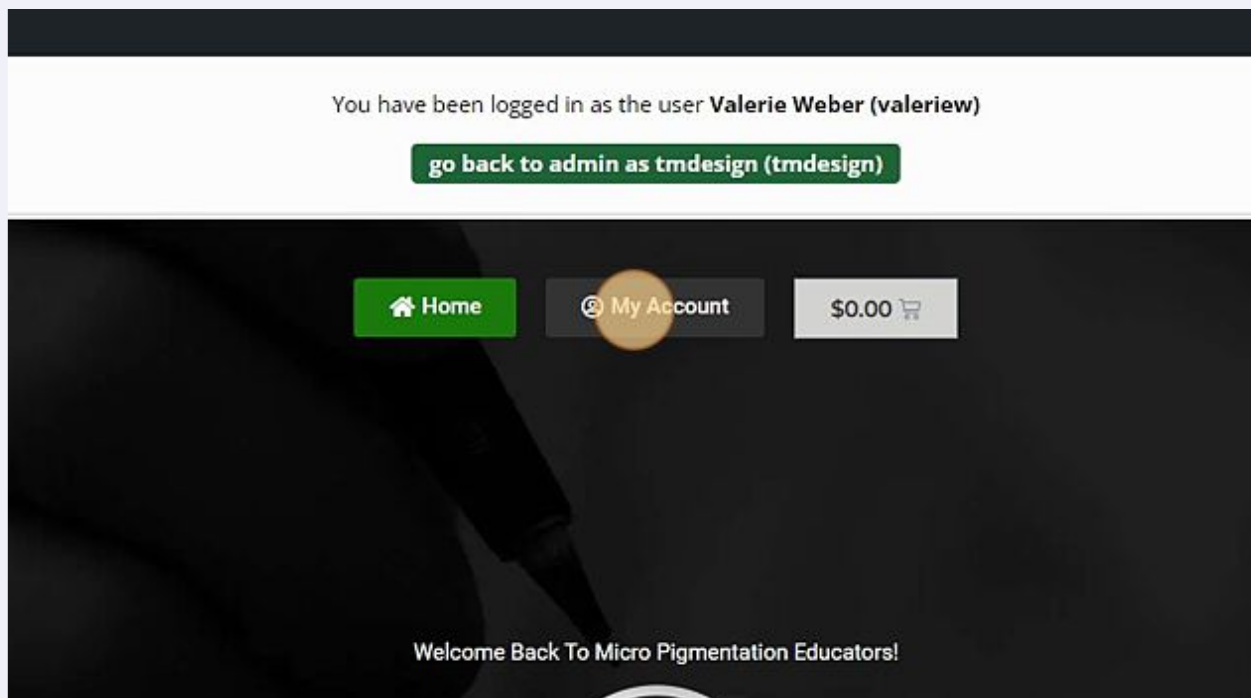 You have been logged in as the user Valerie Weber (valeriew)
go back to admin as tmdesign (tmdesign)
Home
My Account
$0.00
Welcome Back To Micro Pigmentation Educators!